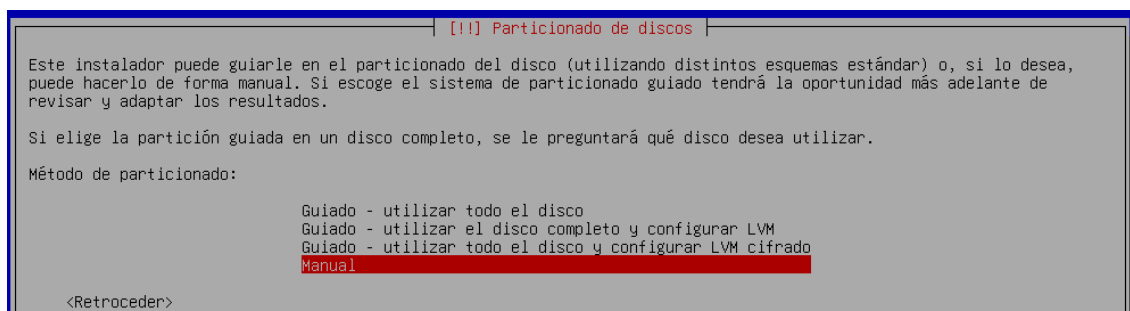 [!!] Particionado de discos
Este instalador puede guiarle en el particionado del disco (utilizando distintos esquemas estándar) o, si lo desea,
puede hacerlo de forma manual. Si escoge el sistema de particionado guiado tendrá la oportunidad más adelante de
revisar y adaptar los resultados.
Si elige la partición guiada en un disco completo, se le preguntará qué disco desea utilizar.
Método de particionado:
Guiado - utilizar todo el disco
Guiado - utilizar el disco completo y configurar LVM
Guiado - utilizar todo el disco y configurar LVM cifrado
Manual
<Retroceder>